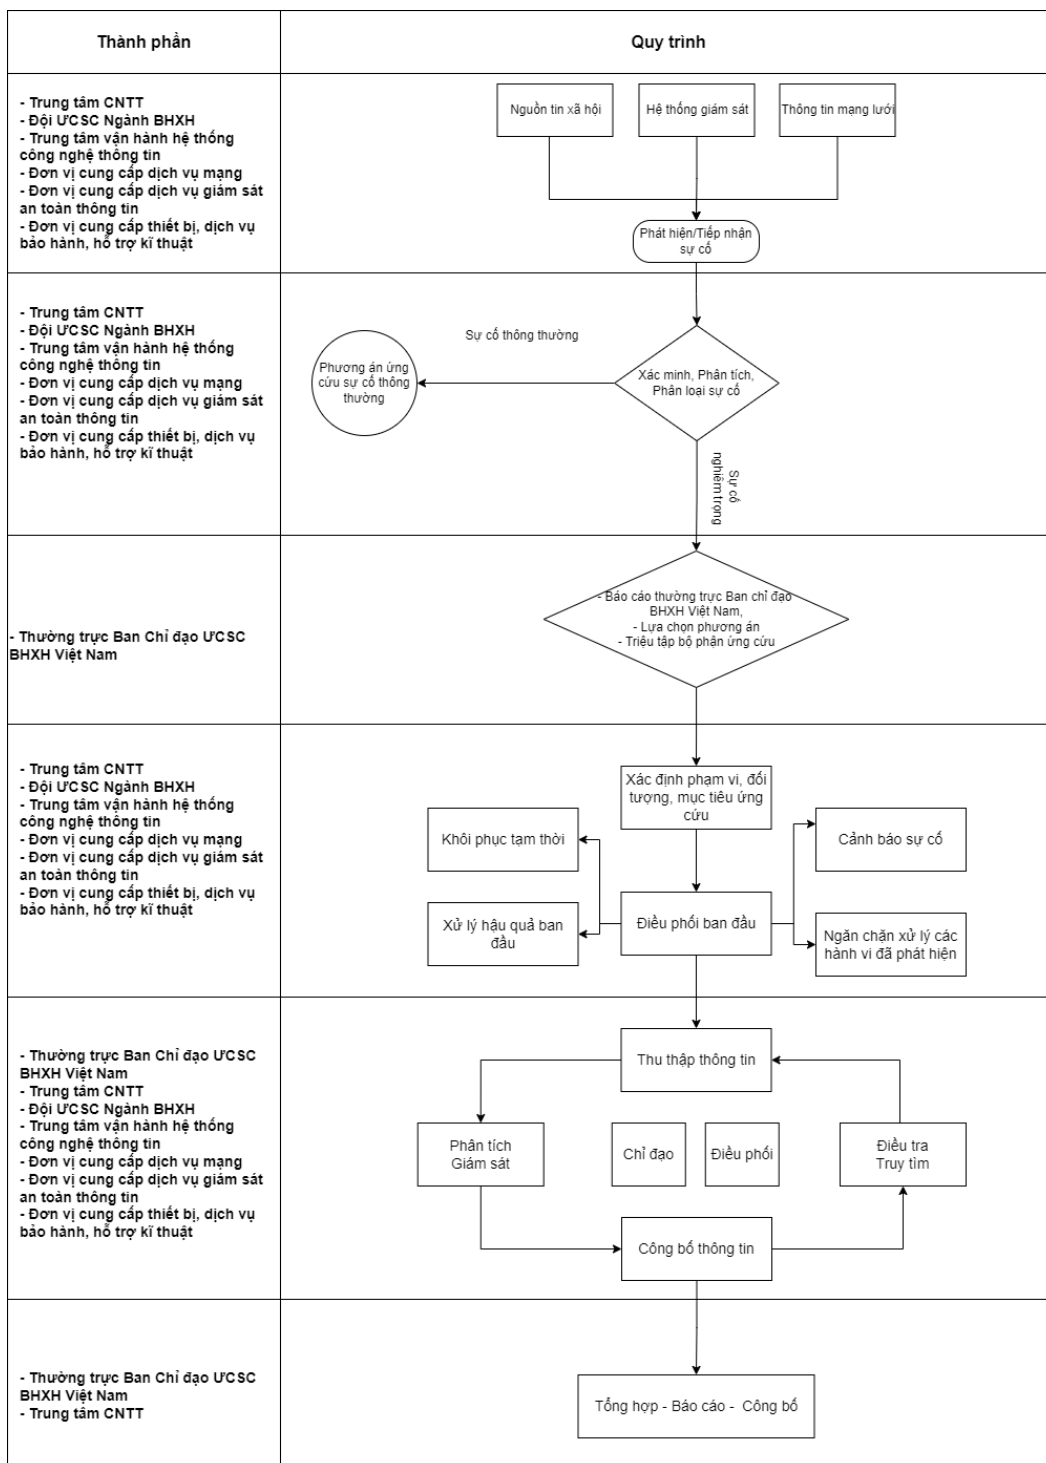 Thành phần
Quy trình
- Trung tâm CNTT
- Đội ƯCSC Ngành BHXH
- Trung tâm vận hành hệ thống
công nghệ thông tin
- Đơn vị cung cấp dịch vụ mạng
- Đơn vị cung cấp dịch vụ giám sát
an toàn thông tin
- Đơn vị cung cấp thiết bị, dịch vụ
bảo hành, hỗ trợ kĩ thuật
Nguồn tin xã hội
Hệ thống giám sát
Thông tin mạng lưới
Phát hiện/Tiếp nhận
sự cố
- Trung tâm CNTT
- Đội ƯCSC Ngành BHXH
- Trung tâm vận hành hệ thống
công nghệ thông tin
- Đơn vị cung cấp dịch vụ mạng
- Đơn vị cung cấp dịch vụ giám sát
an toàn thông tin
- Đơn vị cung cấp thiết bị, dịch vụ
bảo hành, hỗ trợ kĩ thuật
Sự cố thông thường
Phương án ứng
cứu sự cố thông
thường
Xác minh, Phân tích,
Phân loại sự cố
Sự cố
nghiêm trọng
- Thường trực Ban Chỉ đạo ƯCSC
BHXH Việt Nam
- Báo cáo thường trực Ban chỉ đạo
BHXH Việt Nam,
- Lựa chọn phương án
- Triệu tập bộ phận ứng cứu
- Trung tâm CNTT
- Đội ƯCSC Ngành BHXH
- Trung tâm vận hành hệ thống
công nghệ thông tin
- Đơn vị cung cấp dịch vụ mạng
- Đơn vị cung cấp dịch vụ giám sát
an toàn thông tin
- Đơn vị cung cấp thiết bị, dịch vụ
bảo hành, hỗ trợ kĩ thuật
Xác định phạm vi, đối
tượng, mục tiêu ứng
cứu
Khôi phục tạm thời
Cảnh báo sự cố
Xử lý hậu quả ban
đầu
Điều phối ban đầu
Ngăn chặn xử lý các
hành vi đã phát hiện
- Thường trực Ban Chỉ đạo ƯCSC
BHXH Việt Nam
- Trung tâm CNTT
- Đội ƯCSC Ngành BHXH
- Trung tâm vận hành hệ thống
công nghệ thông tin
- Đơn vị cung cấp dịch vụ mạng
- Đơn vị cung cấp dịch vụ giám sát
an toàn thông tin
- Đơn vị cung cấp thiết bị, dịch vụ
bảo hành, hỗ trợ kĩ thuật
Thu thập thông tin
Phân tích
Giám sát
Chỉ đạo
Điều phối
Điều tra
Truy tìm
Công bố thông tin
- Thường trực Ban Chỉ đạo ƯCSC
BHXH Việt Nam
- Trung tâm CNTT
Tổng hợp - Báo cáo - Công bố